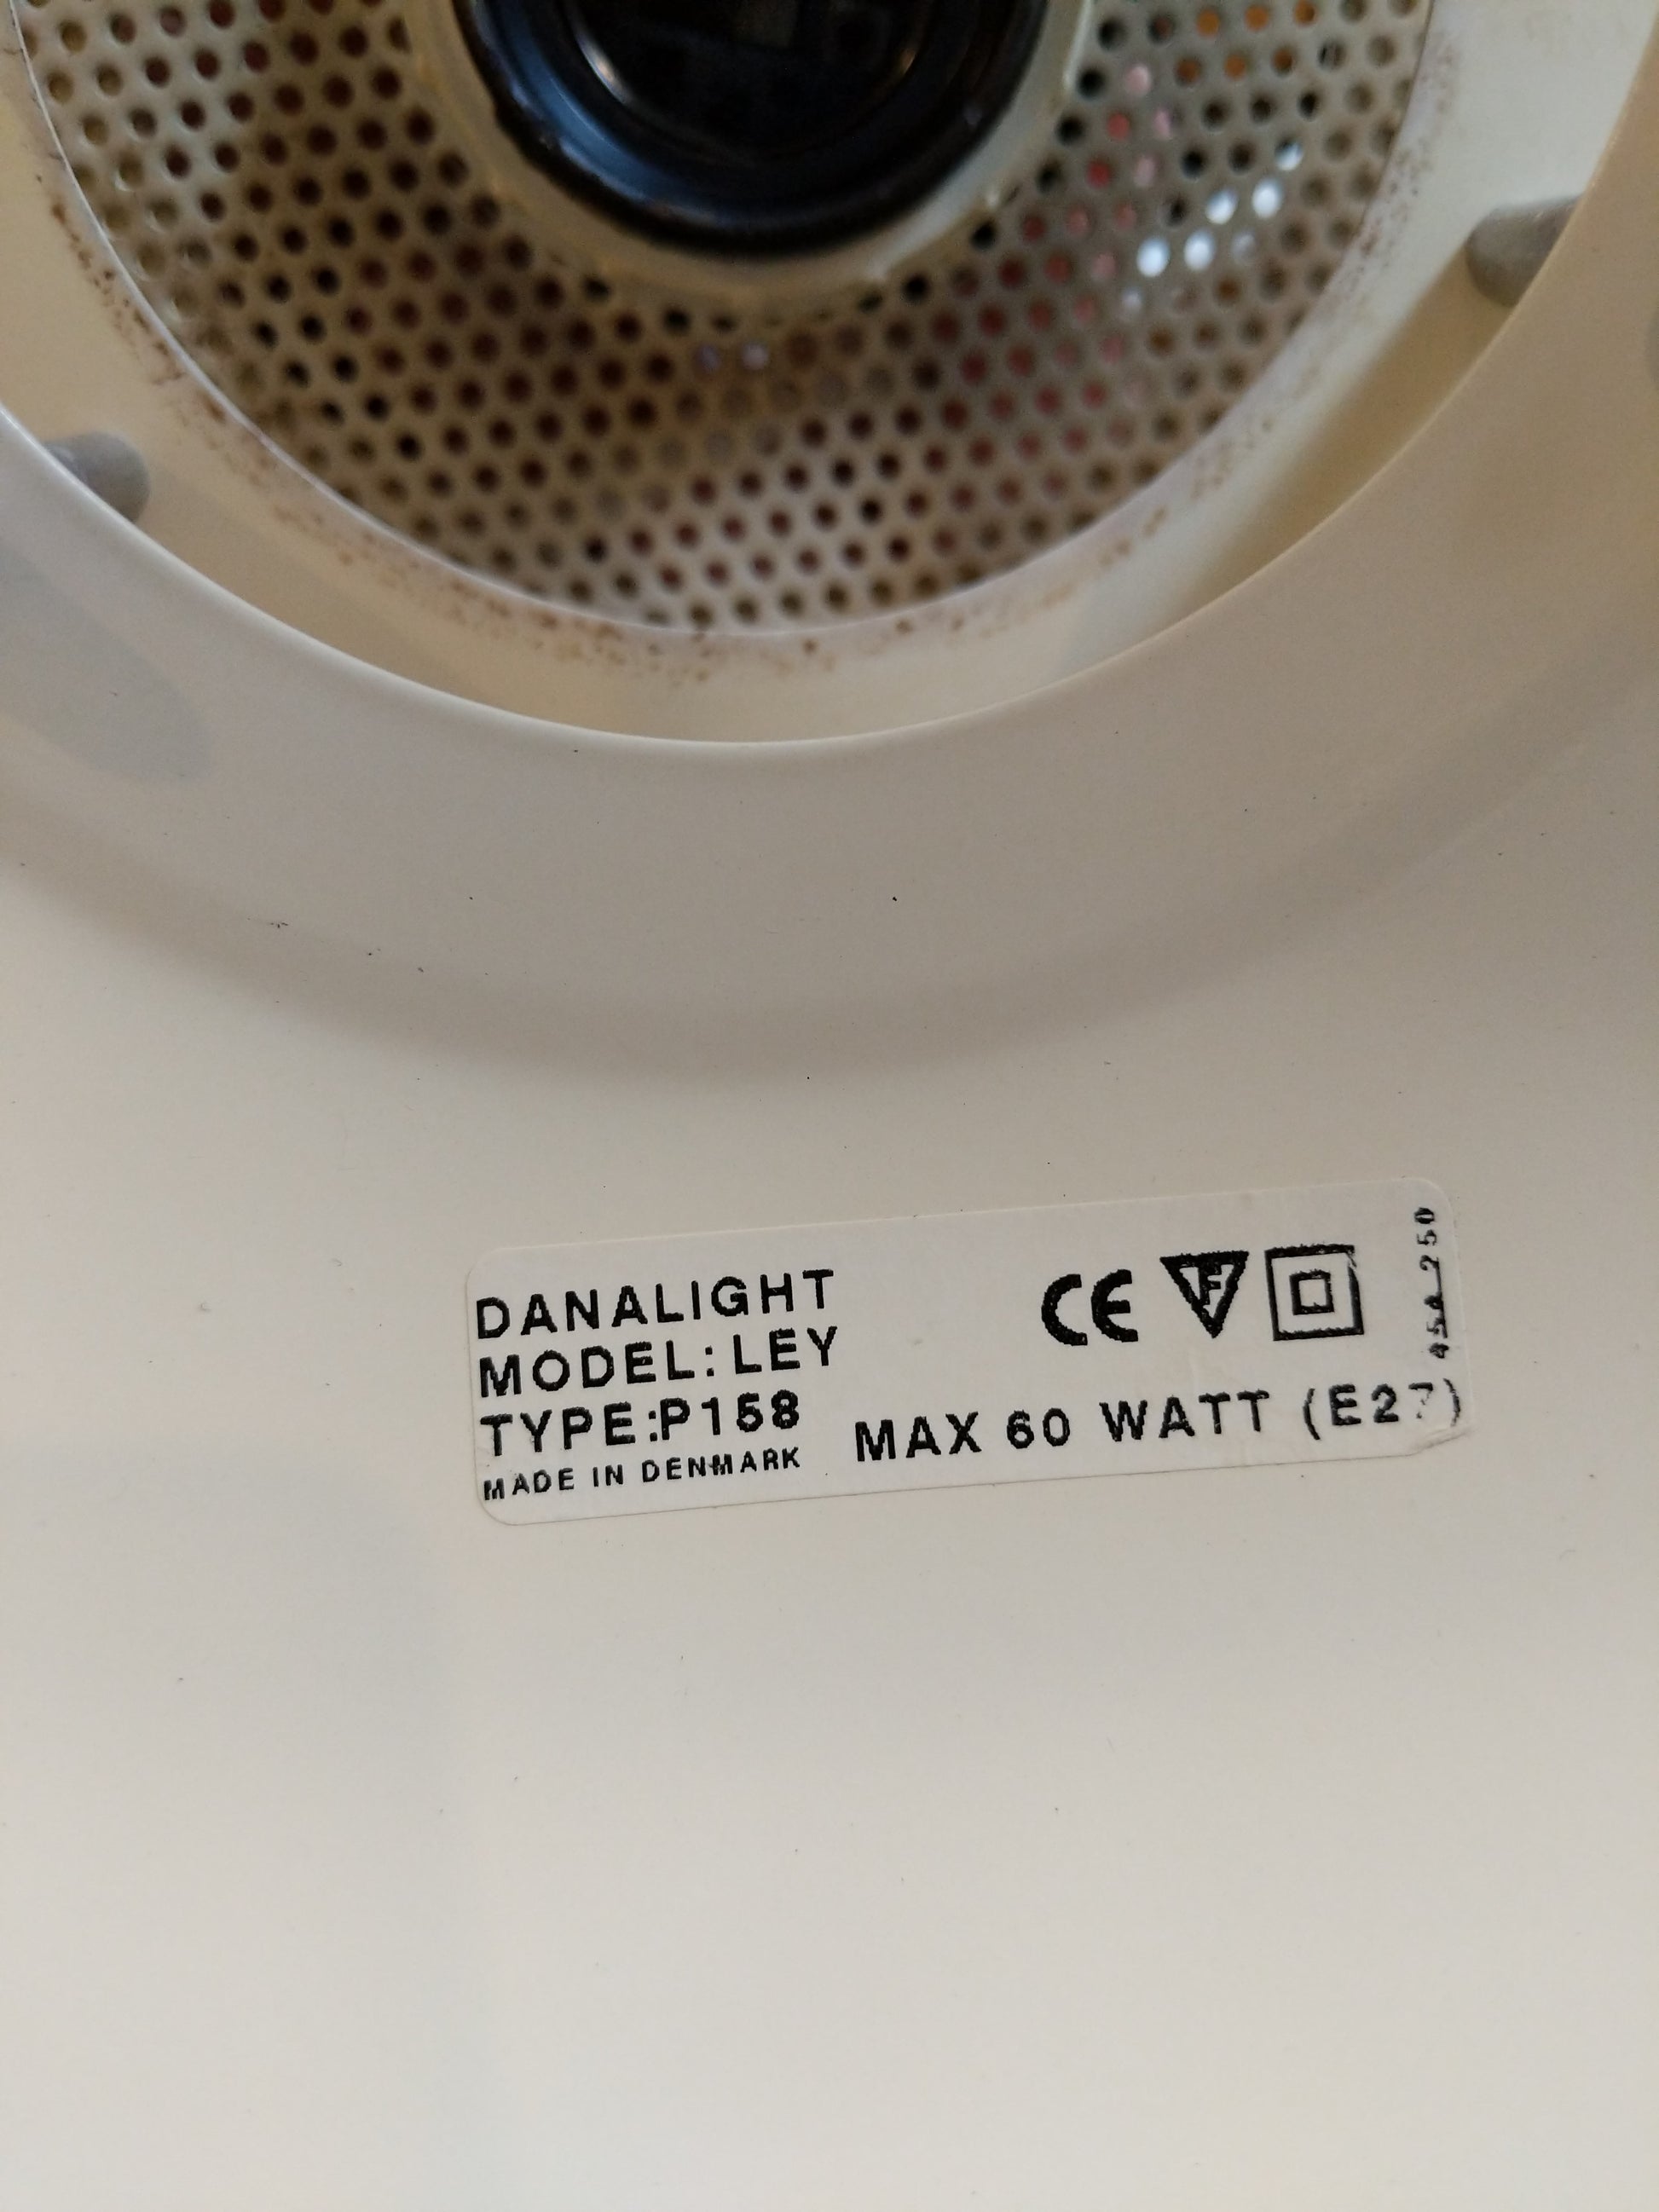 DANALIGHT
MODEL: LEY
TYPE:P158
MADE IN DENMARK
CE F
MAX 60 WATT (E27)